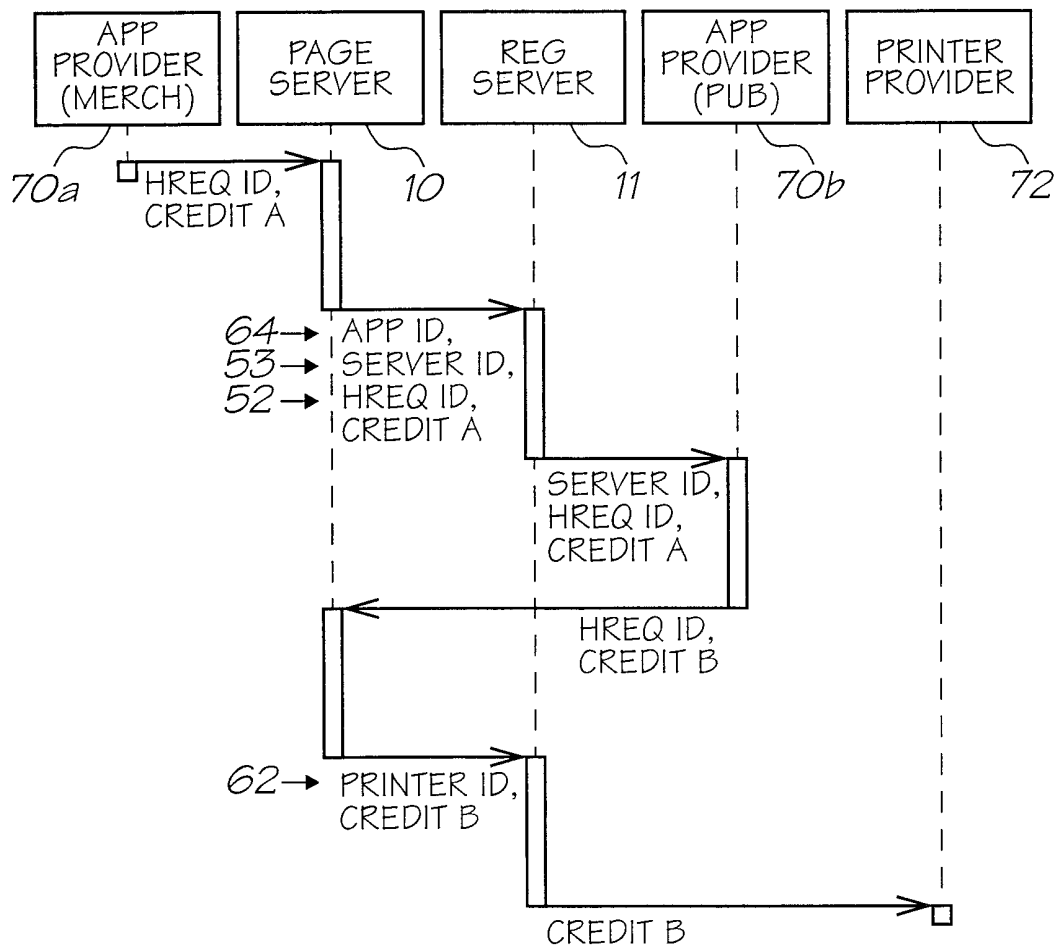 APP
PROVIDER
(MERCH)
PAGE
SERVER
REG
SERVER
APP
PROVIDER
(PUB)
PRINTER
PROVIDER
70a
10
11
70b
72
HREQ ID,
CREDIT A
64
APP ID,
53
SERVER ID,
52
HREQ ID,
CREDIT A
SERVER ID,
HREQ ID,
CREDIT A
HREQ ID,
CREDIT B
62
PRINTER ID,
CREDIT B
CREDIT B